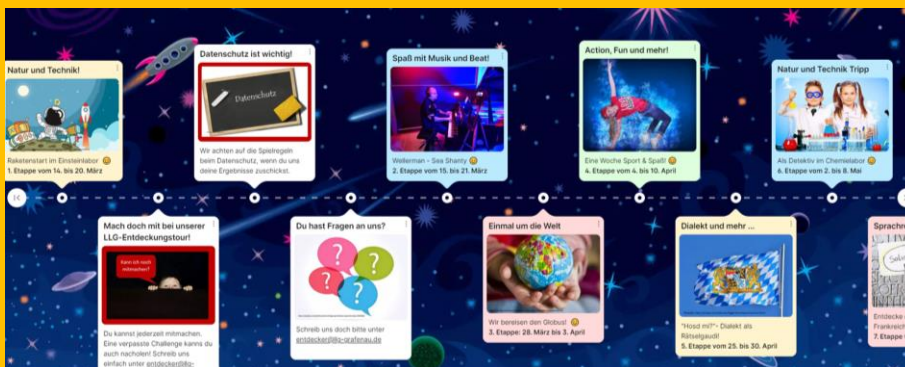 Natur und Technik!
Raketenstart im Einsteinlabor
1. Etappe vom 14. bis 20. März
Datenschutz ist wichtig!
Datenschutz
Wir achten auf die Spielregeln
beim Datenschutz, wenn du uns
deine Ergebnisse zuschickst.
Spaß mit Musik und Beat!
Wellerman - Sea Shanty
2. Etappe vom 15. bis 21. März
Action, Fun und mehr!
Eine Woche Sport & Spaß!
4. Etappe vom 4. bis 10. April
Natur und Technik Tripp
Als Detektiv im Chemielabor
6. Etappe vom 2. bis 8. Mai
Mach doch mit bei unserer
LLG-Entdeckungstour!
Kann ich noch
mitmachen?
Du kannst jederzeit mitmachen.
Eine verpasste Challenge kanns du
auch nachholen! Schreib uns
einfach unter entdecker@llg-
Du hast Fragen an uns?
Schreib uns doch bitte unter
entdecker@llg-grafenau.de
Einmal um die Welt
Wir bereisen den Globus!
3. Etappe: 28. März bis 3. April
Dialekt und mehr ...
"Hosd mi?"- Dialekt als
Rätselgaudi!
5. Etappe vom 25. bis 30. April
Entdecke
Frankreich
7. Etappe